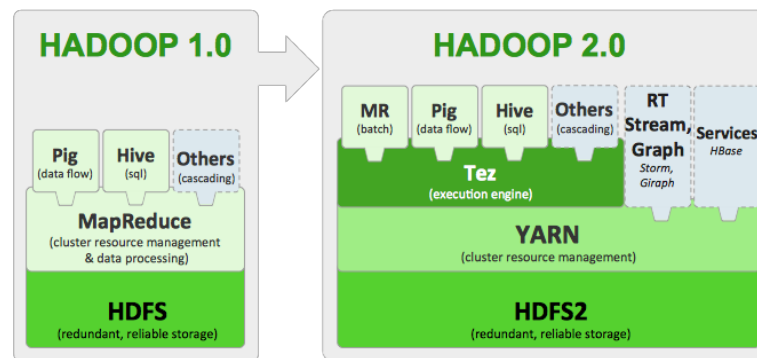 HADOOP 1.0
Pig
(data flow)
Hive
(sql)
Others
(cascading)
MapReduce
(cluster resource management
& data processing)
HDFS
(redundant, reliable storage)
HADOOP 2.0
MR
(batch)
Pig
(data flow)
Hive
(sql)
Others
(cascading)
RT
Stream,
Graph
Storm,
Giraph
Services
HBase
Tez
(execution engine)
YARN
(cluster resource management)
HDFS2
(redundant, reliable storage)